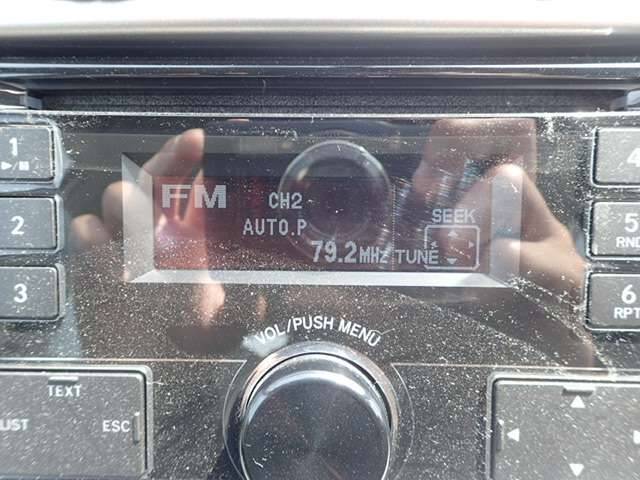 1
2
3
FM
CH2
AUTO.P
79.2MHz
SEEK
TUNE
4
5
RND
6
RPT
VOL/PUSH MENU
TEXT
ESC